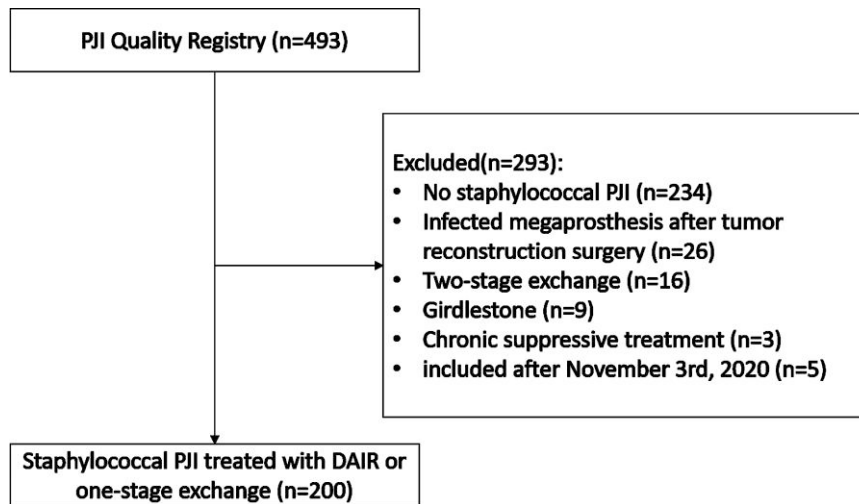 PJI Quality Registry (n=493)
Excluded(n=293):
• No staphylococcal PJI (n=234)
• Infected megaprosthesis after tumor
reconstruction surgery (n=26)
• Two-stage exchange (n=16)
• Girdlestone (n=9)
• Chronic suppressive treatment (n=3)
• included after November 3rd, 2020 (n=5)
Staphylococcal PJI treated with DAIR or
one-stage exchange (n=200)